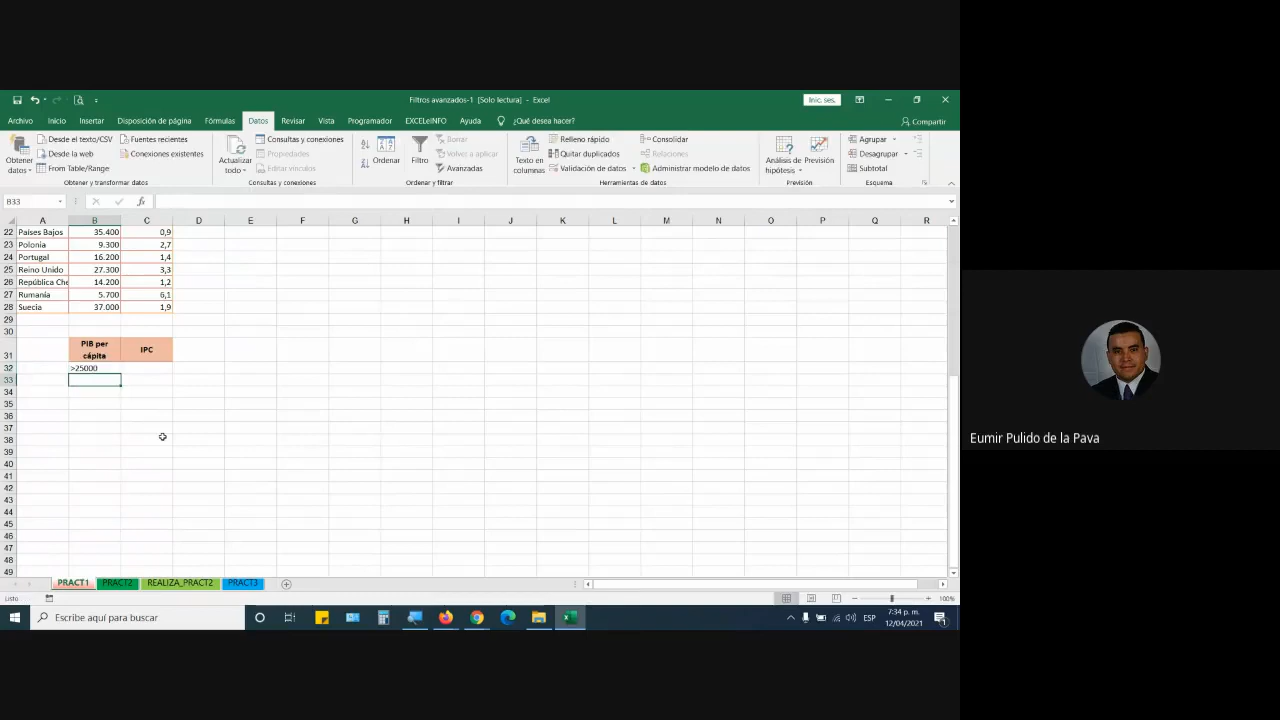 Filtros avanzados-1 [Solo lectura] - Excel
Inic. ses.
Archivo Inicio Insertar Disposición de página Fórmulas Datos Revisar Vista Programador EXCELeINFO Ayuda ¿Qué desea hacer? Compartir
Obtener datos
Desde el texto/CSV
Desde la web
From Table/Range
Fuentes recientes
Conexiones existentes
Obtener y transformar datos
Actualizar todo
Consultas y conexiones
Propiedades
Editar vínculos
Consultas y conexiones
Ordenar
Filtro
Borrar
Volver a aplicar
Avanzadas
Ordenar y filtrar
Texto en columnas
Relleno rápido
Quitar duplicados
Validación de datos
Consolidar
Relaciones
Administrar modelo de datos
Herramientas de datos
Análisis de hipótesis
Previsión
Previsión
Agrupar
Desagrupar
Subtotal
Esquema
B33
A B C D E F G H I J K L M N O P Q R
22 Países Bajos 35.400 0,9
23 Polonia 9.300 2,7
24 Portugal 16.200 1,4
25 Reino Unido 27.300 3,3
26 República Che 14.200 1,2
27 Rumanía 5.700 6,1
28 Suecia 37.000 1,9
29
30
31 PIB per cápita IPC
32 >25000
33
34
35
36
37
38
39
40
41
42
43
44
45
46
47
48
49
PRACT1 PRACT2 REALIZA_PRACT2 PRACT3
Listo
100%
Escribe aquí para buscar
ESP
7:34 p. m.
12/04/2021
Eumir Pulido de la Pava